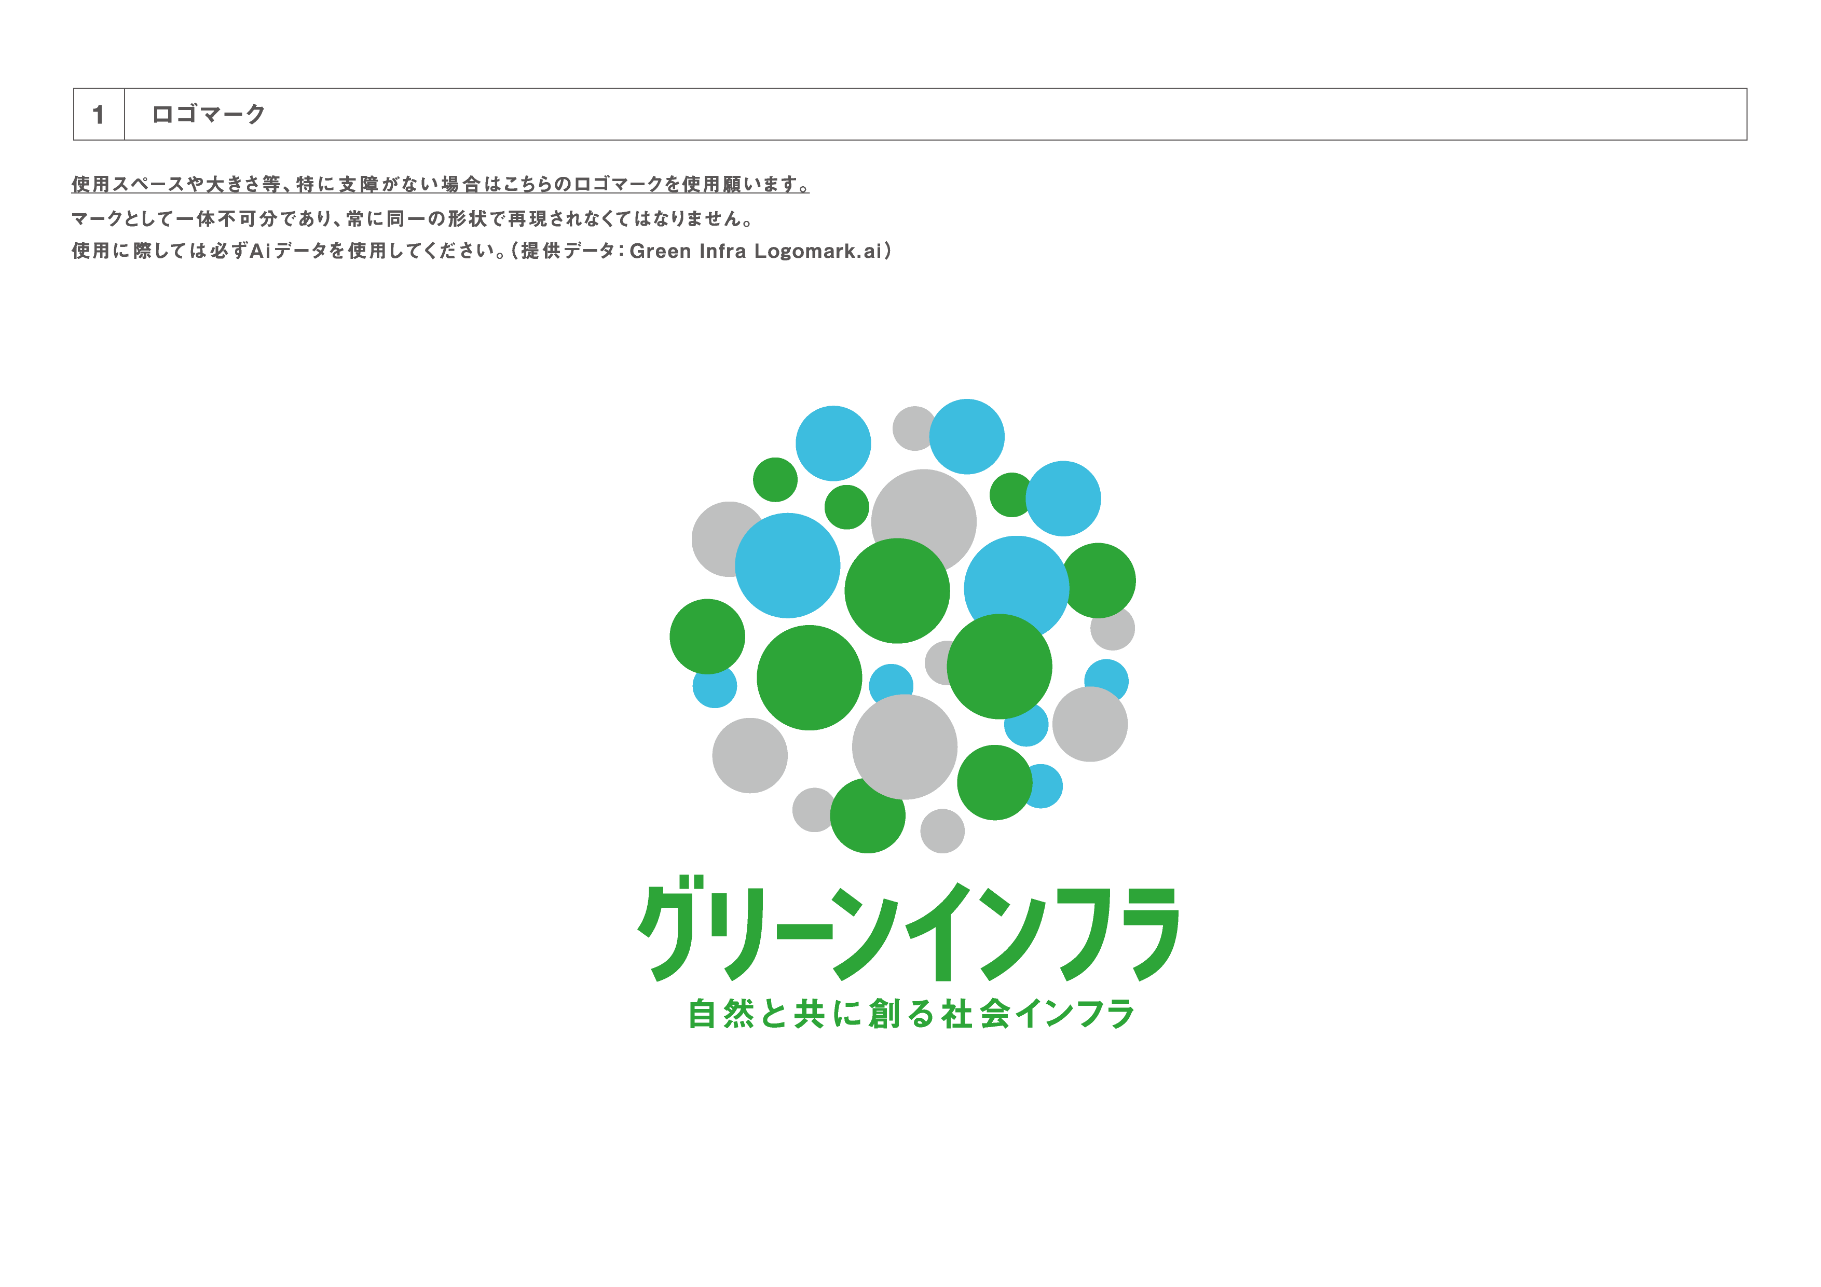 1 ロゴマーク
使用スペースや大きさ等、特に支障がない場合はこちらのロゴマークを使用願います。
マークとして一体不可分であり、常に同一の形状で再現されなくてはなりません。
使用に際しては必ずAiデータを使用してください。（提供データ：Green Infra Logomark.ai）
グリーンインフラ
自然と共に創る社会インフラ